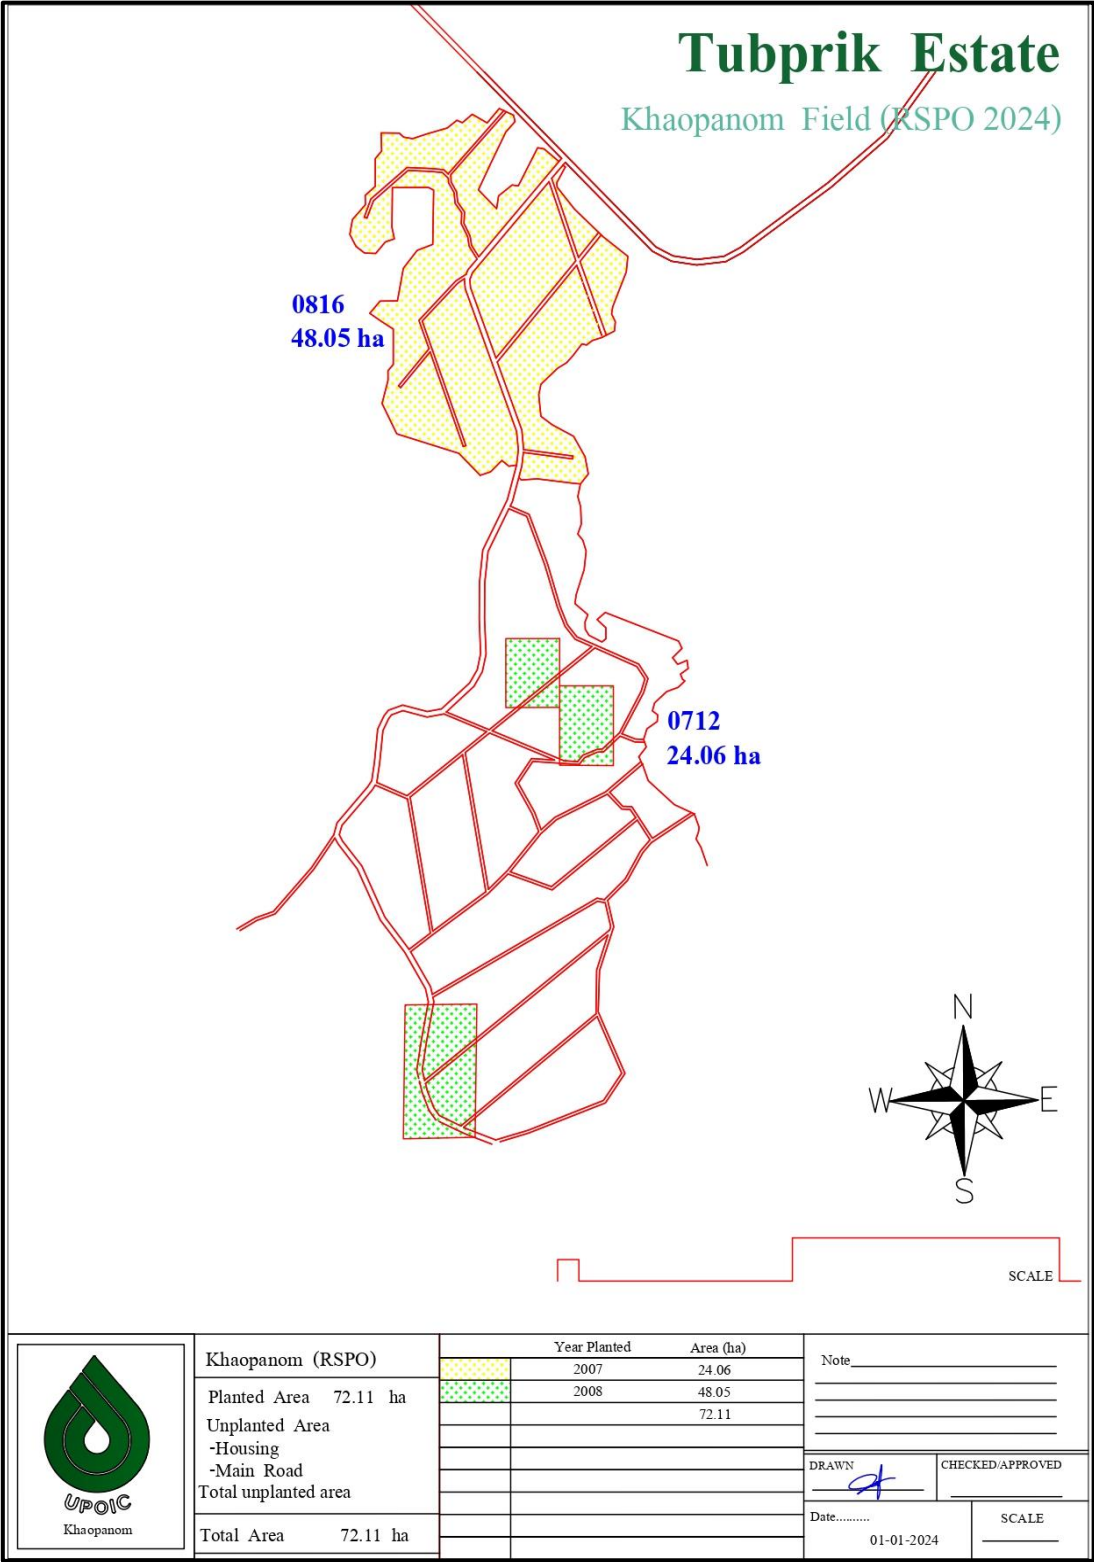 Tubprik Estate
Khaopanom Field (RSPO 2024)
0816
48.05 ha
0712
24.06 ha
N
W
E
S
SCALE
UPOIC
Khaopanom
Khaopanom (RSPO)
Planted Area 72.11 ha
Unplanted Area
-Housing
-Main Road
Total unplanted area
Total Area 72.11 ha
Year Planted Area (ha)
2007 24.06
2008 48.05
72.11
Note
DRAWN
CHECKED/APPROVED
Date..........
01-01-2024
SCALE